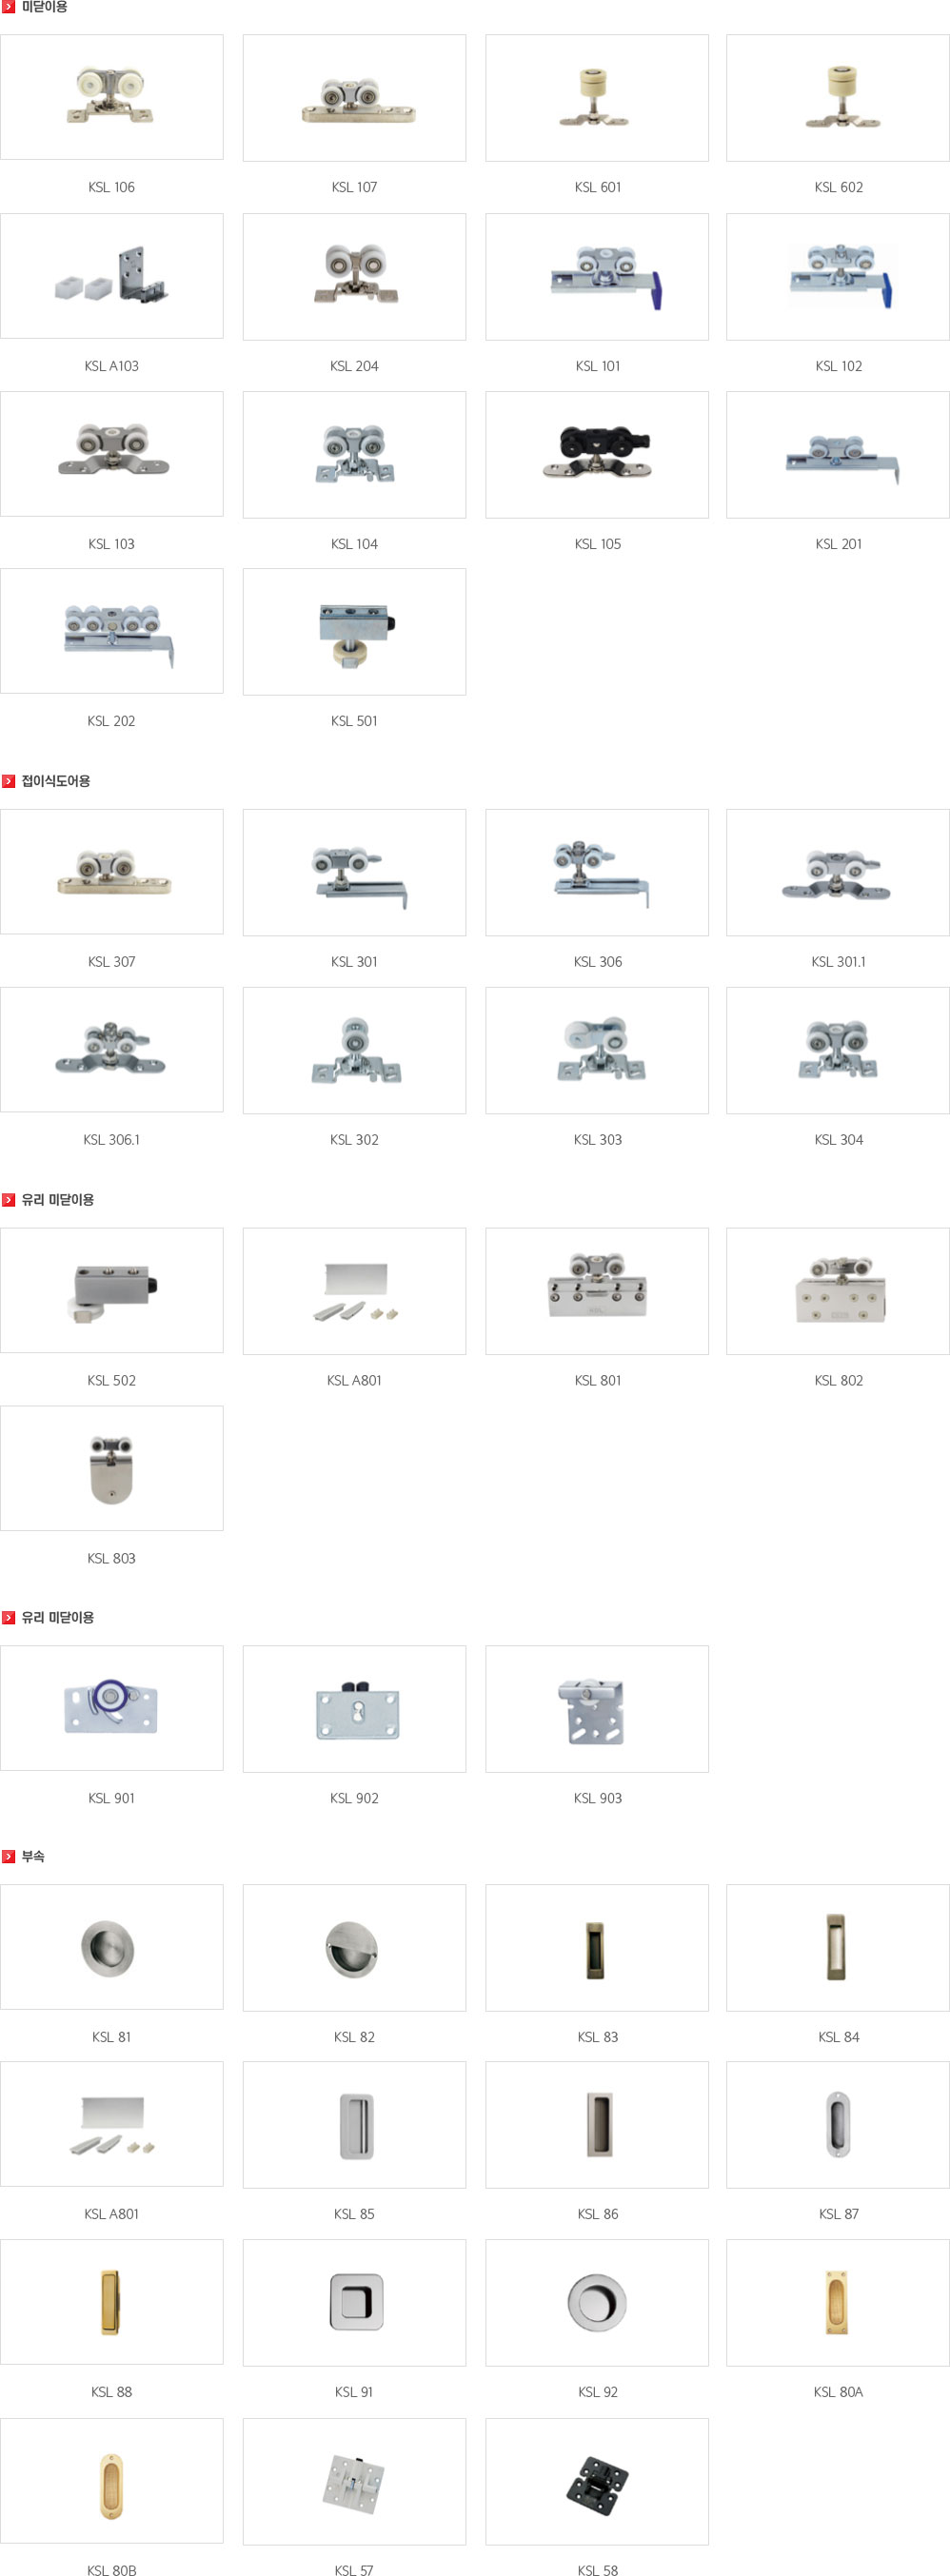 미닫이용
KSL 106 KSL 107 KSL 601 KSL 602
KSL A103 KSL 204 KSL 101 KSL 102
KSL 103 KSL 104 KSL 105 KSL 201
KSL 202 KSL 501
접이식도어용
KSL 307 KSL 301 KSL 306 KSL 301.1
KSL 306.1 KSL 302 KSL 303 KSL 304
유리 미닫이용
KSL 502 KSL A801 KSL 801 KSL 802
KSL 803
유리 미닫이용
KSL 901 KSL 902 KSL 903
부속
KSL 81 KSL 82 KSL 83 KSL 84
KSL A801 KSL 85 KSL 86 KSL 87
KSL 88 KSL 91 KSL 92 KSL 80A
KSL 80B KSL 57 KSL 58